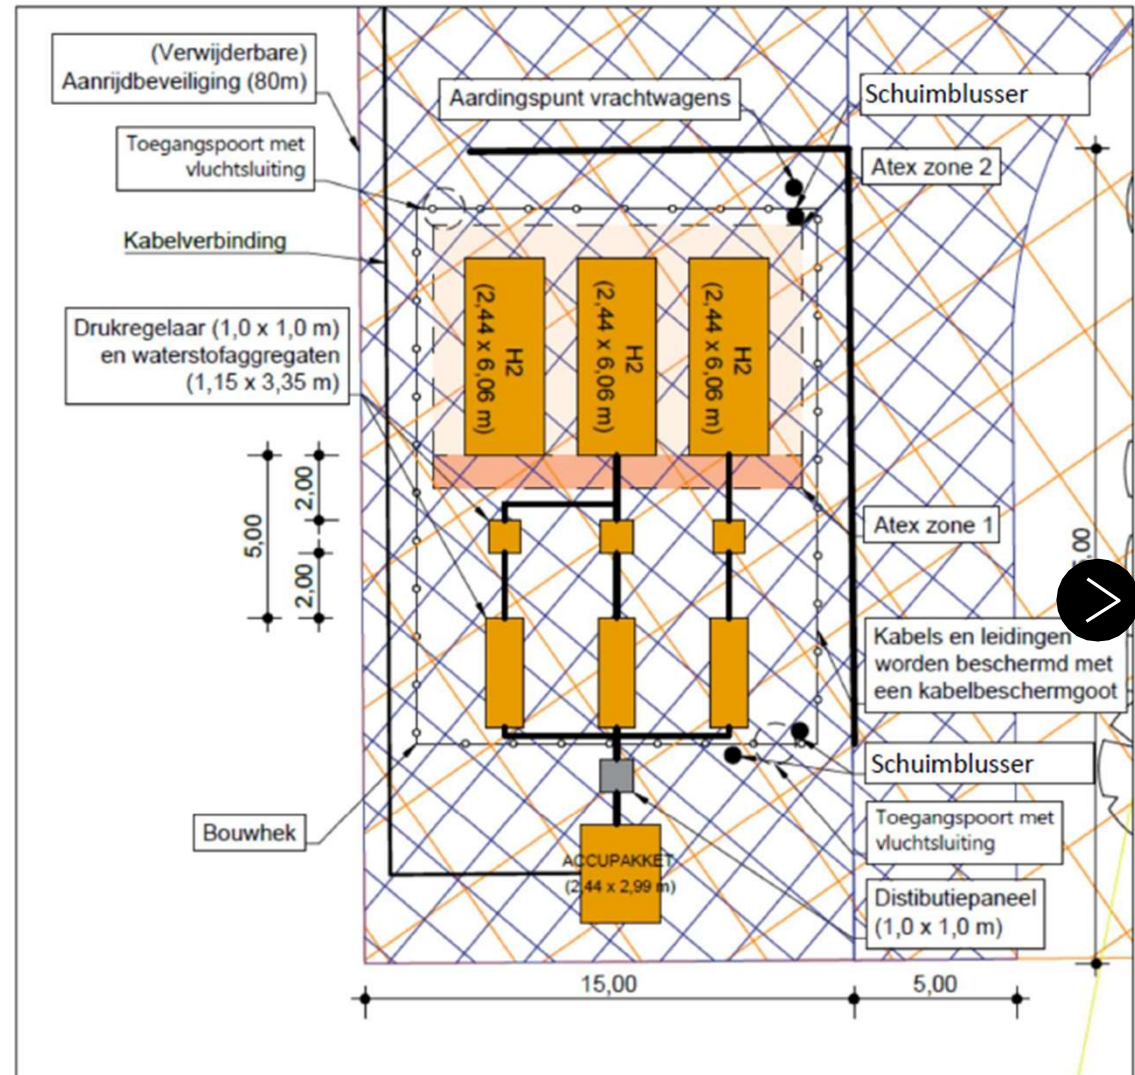 (Verwijderbare)
Aanrijdbeveiliging (80m)
Aardingspunt vrachtwagens
Schuimblusser
Toegangspoort met
vluchtsluiting
Atex zone 2
Kabelverbinding
Drukregelaar (1,0 x 1,0 m)
en waterstofaggregaten
(1,15 x 3,35 m)
H2
(2,44 x 6,06 m)
H2
(2,44 x 6,06 m)
H2
(2,44 x 6,06 m)
5,00
2,00
2,00
Atex zone 1
Kabels en leidingen
worden beschermd met
een kabelbeschermgoot
Schuimblusser
Toegangspoort met
vluchtsluiting
Bouwhek
ACCUPAKKET
(2,44 x 2,99 m)
Distibutiepaneel
(1,0 x 1,0 m)
15,00
5,00